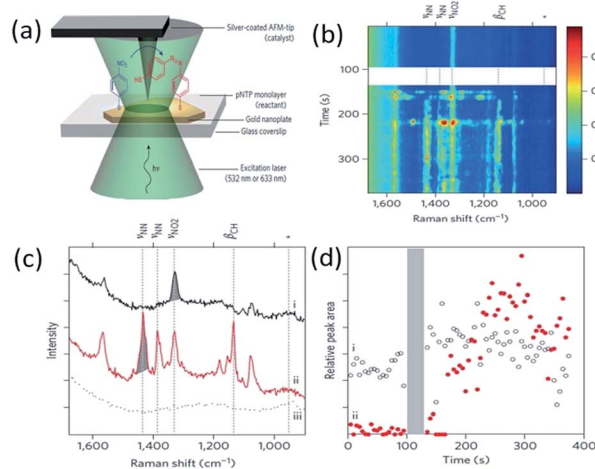 (a)
Silver-coated AFM-tip
(catalyst)
NO₂
N=N
HS
pNTP monolayer
(reactant)
Gold nanoplate
Glass coverslip
hν
Excitation laser
(532 nm or 633 nm)
(b)
νNN
νNN
νNO2
βCH
*
Time (s)
100
200
300
1,600
1,400
1,200
1,000
Raman shift (cm⁻¹)
(c)
νNN
νNN
νNO2
βCH
*
Intensity
i
ii
iii
1,600
1,400
1,200
1,000
Raman shift (cm⁻¹)
(d)
Relative peak area
i
ii
0
100
200
300
400
Time (s)